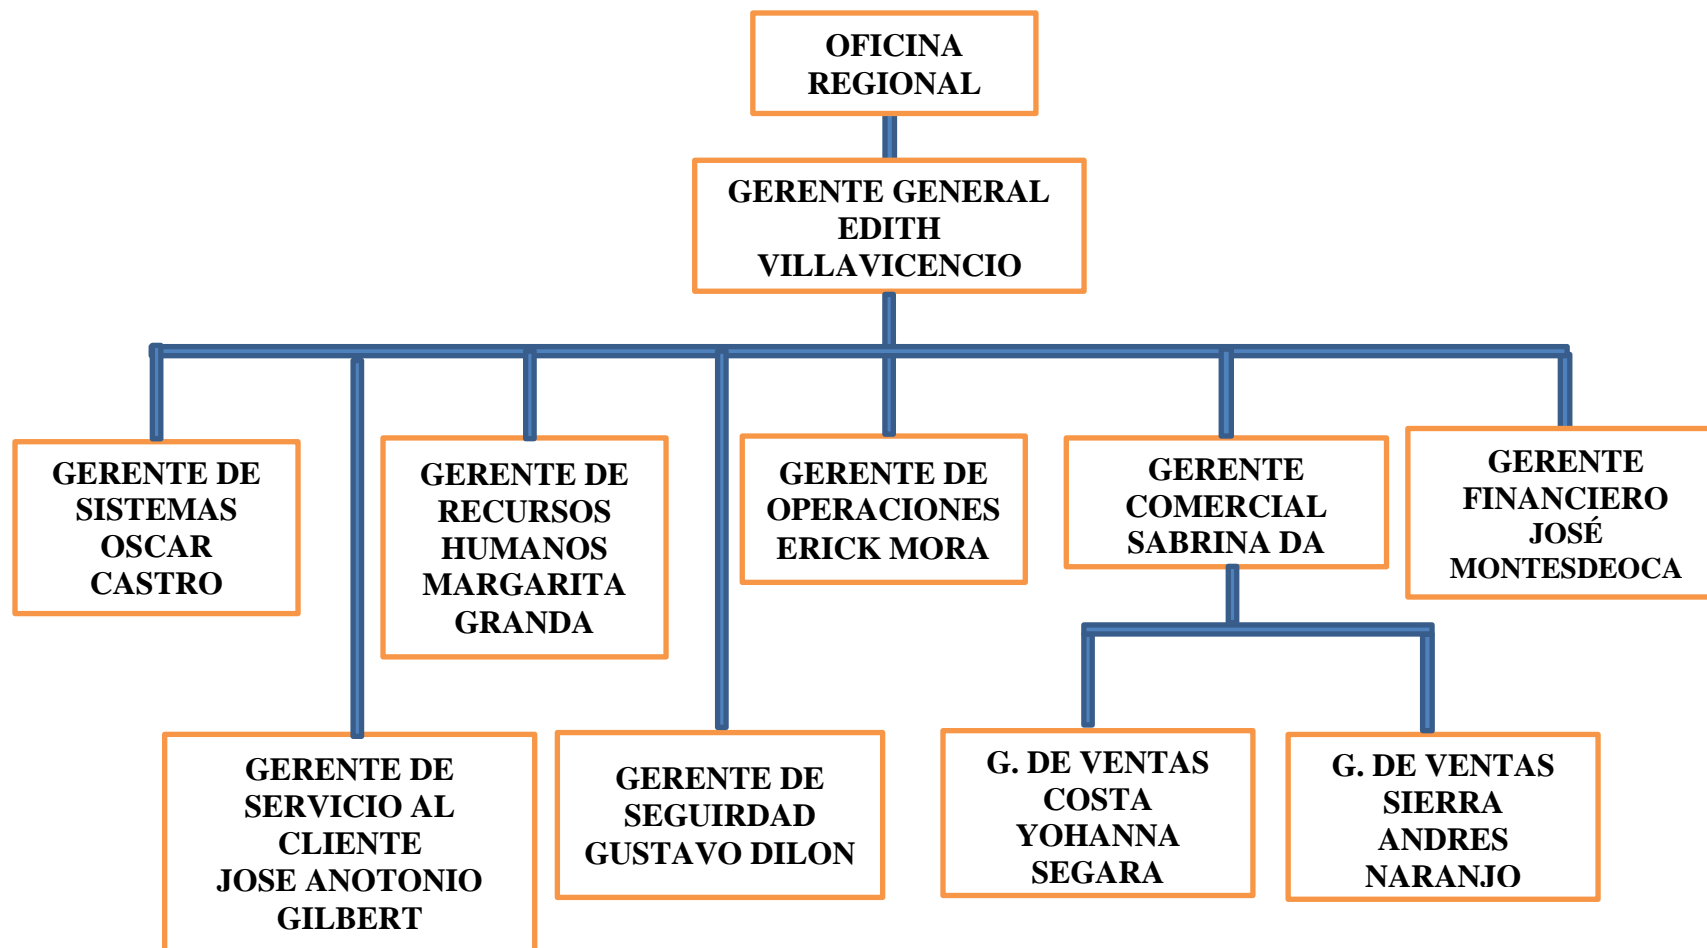 OFICINA
REGIONAL
GERENTE GENERAL
EDITH
VILLAVICENCIO
GERENTE DE
SISTEMAS
OSCAR
CASTRO
GERENTE DE
RECURSOS
HUMANOS
MARGARITA
GRANDA
GERENTE DE
OPERACIONES
ERICK MORA
GERENTE
COMERCIAL
SABRINA DA
GERENTE
FINANCIERO
JOSÉ
MONTESDEOCA
GERENTE DE
SERVICIO AL
CLIENTE
JOSE ANOTONIO
GILBERT
GERENTE DE
SEGUIRDAD
GUSTAVO DILON
G. DE VENTAS
COSTA
YOHANNA
SEGARA
G. DE VENTAS
SIERRA
ANDRES
NARANJO